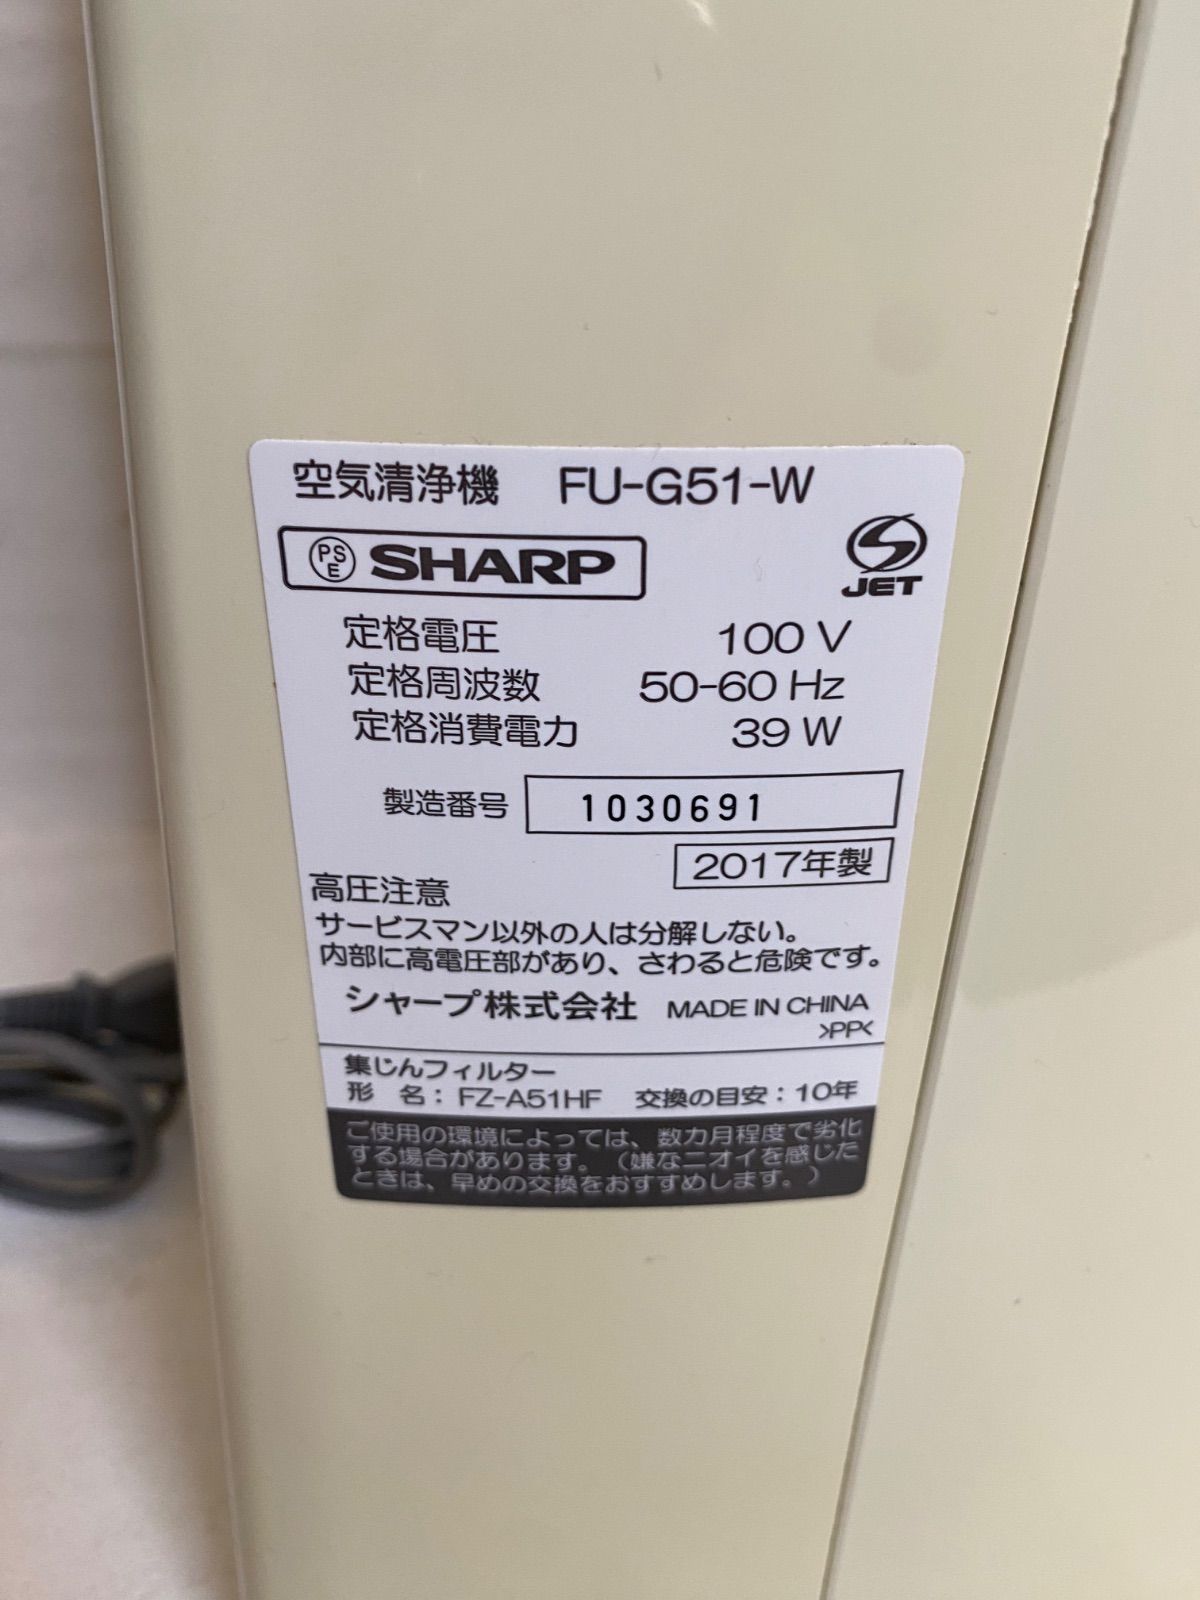 空気清浄機 FU-G51-W
PS
E
SHARP
JET
定格電圧 100 V
定格周波数 50-60 Hz
定格消費電力 39 W
製造番号 1030691
2017年製
高圧注意
サービスマン以外の人は分解しない。
内部に高電圧部があり、さわると危険です。
シャープ株式会社 MADE IN CHINA
>PP<
集じんフィルター
形 名：FZ-A51HF 交換の目安：10年
ご使用の環境によっては、数カ月程度で劣化
する場合があります。（嫌なニオイを感じた
ときは、早めの交換をおすすめします。）